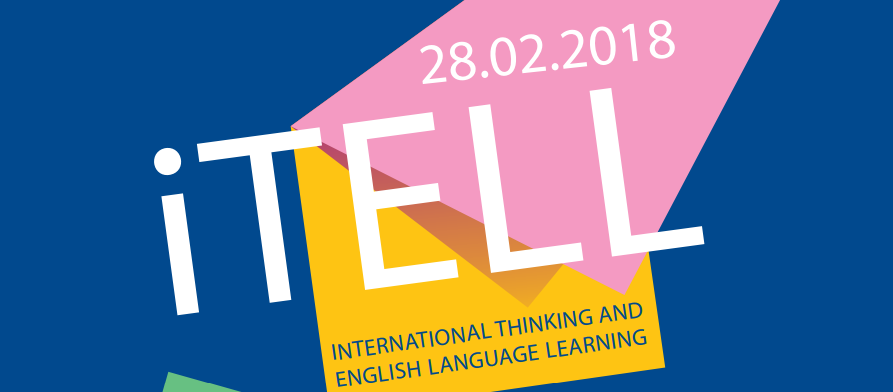 28.02.2018
iTELL
INTERNATIONAL THINKING AND
ENGLISH LANGUAGE LEARNING